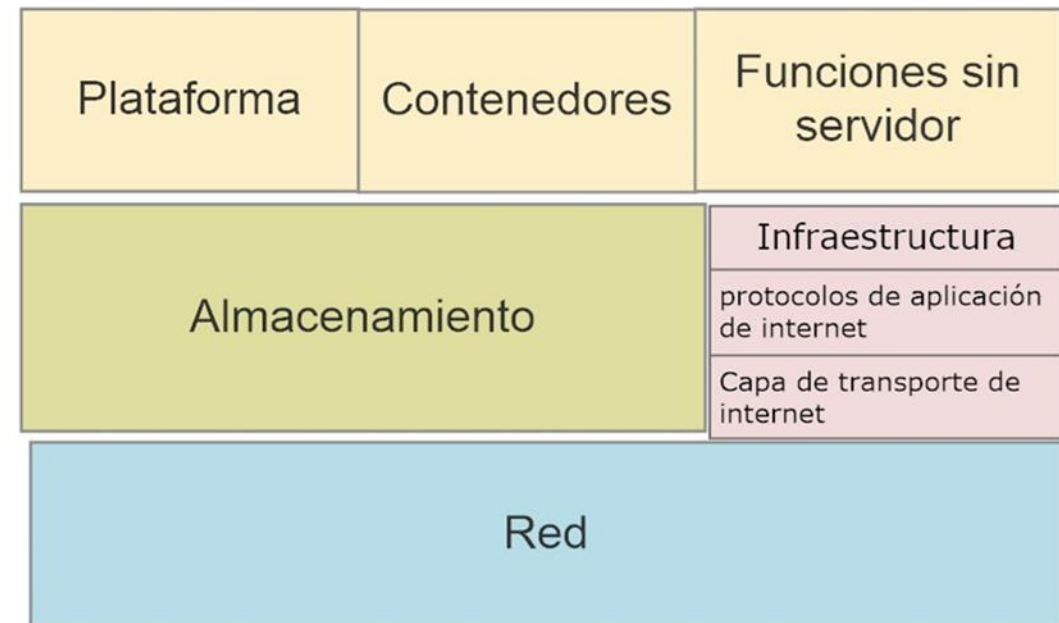 Plataforma
Contenedores
Funciones sin
servidor
Almacenamiento
Infraestructura
protocolos de aplicación
de internet
Capa de transporte de
internet
Red